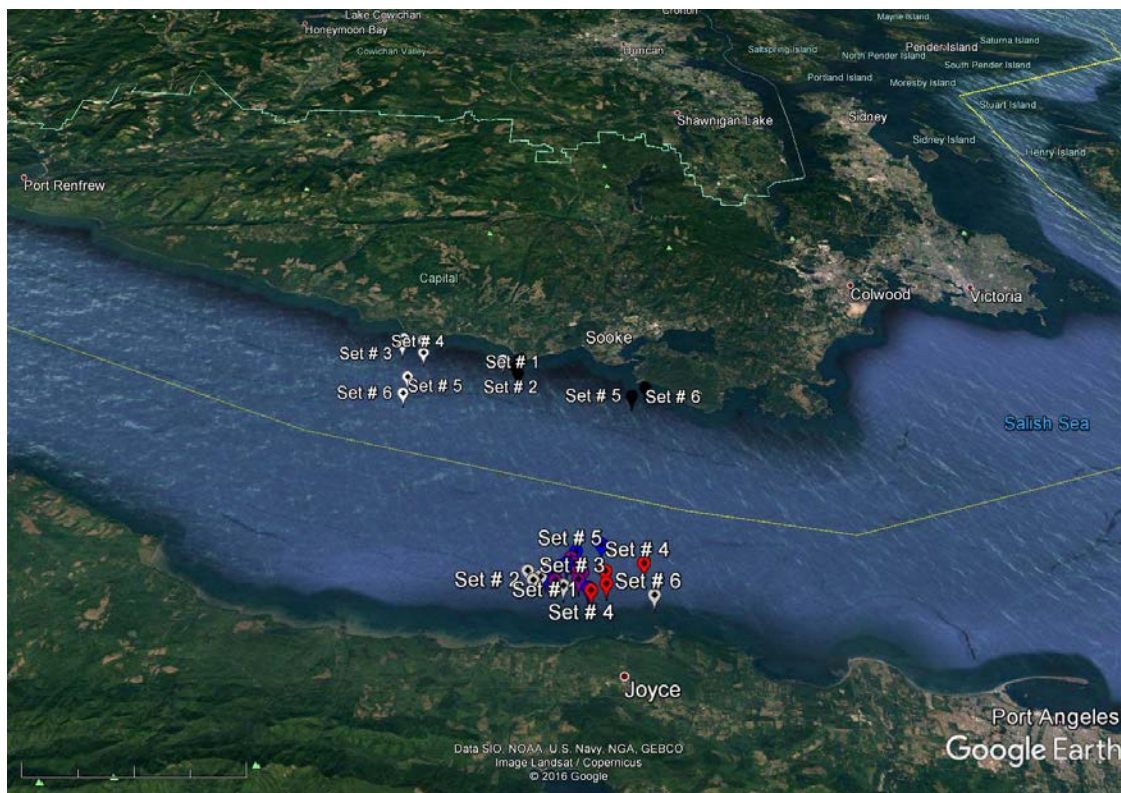 Lake Cowichan
Honeymoon Bay
Cowichan Valley
Duncan
Crofton
Mayne Island
Saturna Island
Saltspring Island
North Pender Island
Pender Island
South Pender Island
Portland Island
Moresby Island
Stuart Island
Shawnigan Lake
Sidney
Sidney Island
Henry Island
Port Renfrew
Capital
Colwood
Victoria
Sooke
Set # 4
Set # 3
Set # 1
Set # 5
Set # 2
Set # 6
Set # 5
Set # 6
Salish Sea
Set # 5
Set # 4
Set # 3
Set # 2
Set # 1
Set # 6
Set # 4
Joyce
Port Angeles
Data SIO, NOAA, U.S. Navy, NGA, GEBCO
Image Landsat / Copernicus
© 2016 Google
Google Earth